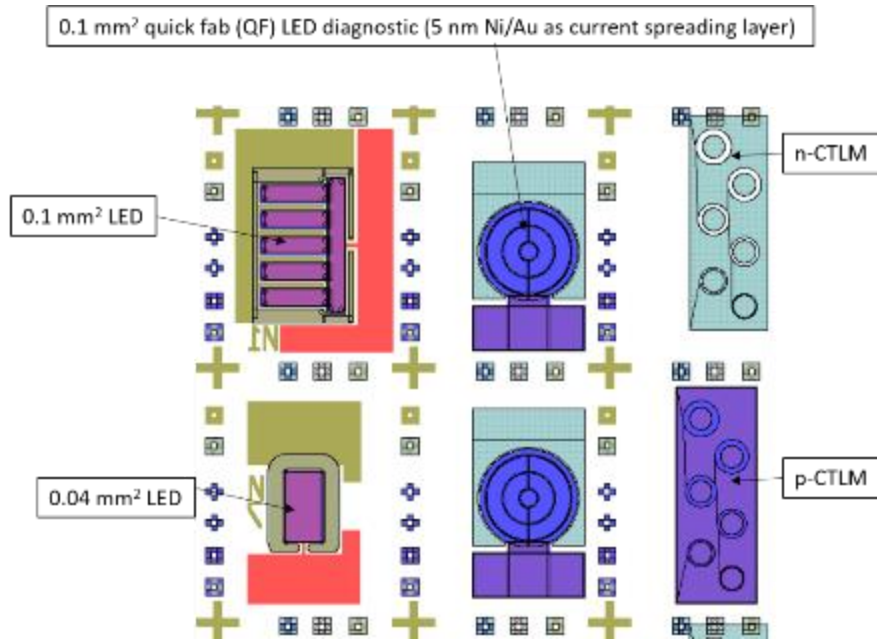 0.1 mm² quick fab (QF) LED diagnostic (5 nm Ni/Au as current spreading layer)
n-CTLM
0.1 mm² LED
N1
0.04 mm² LED
p-CTLM